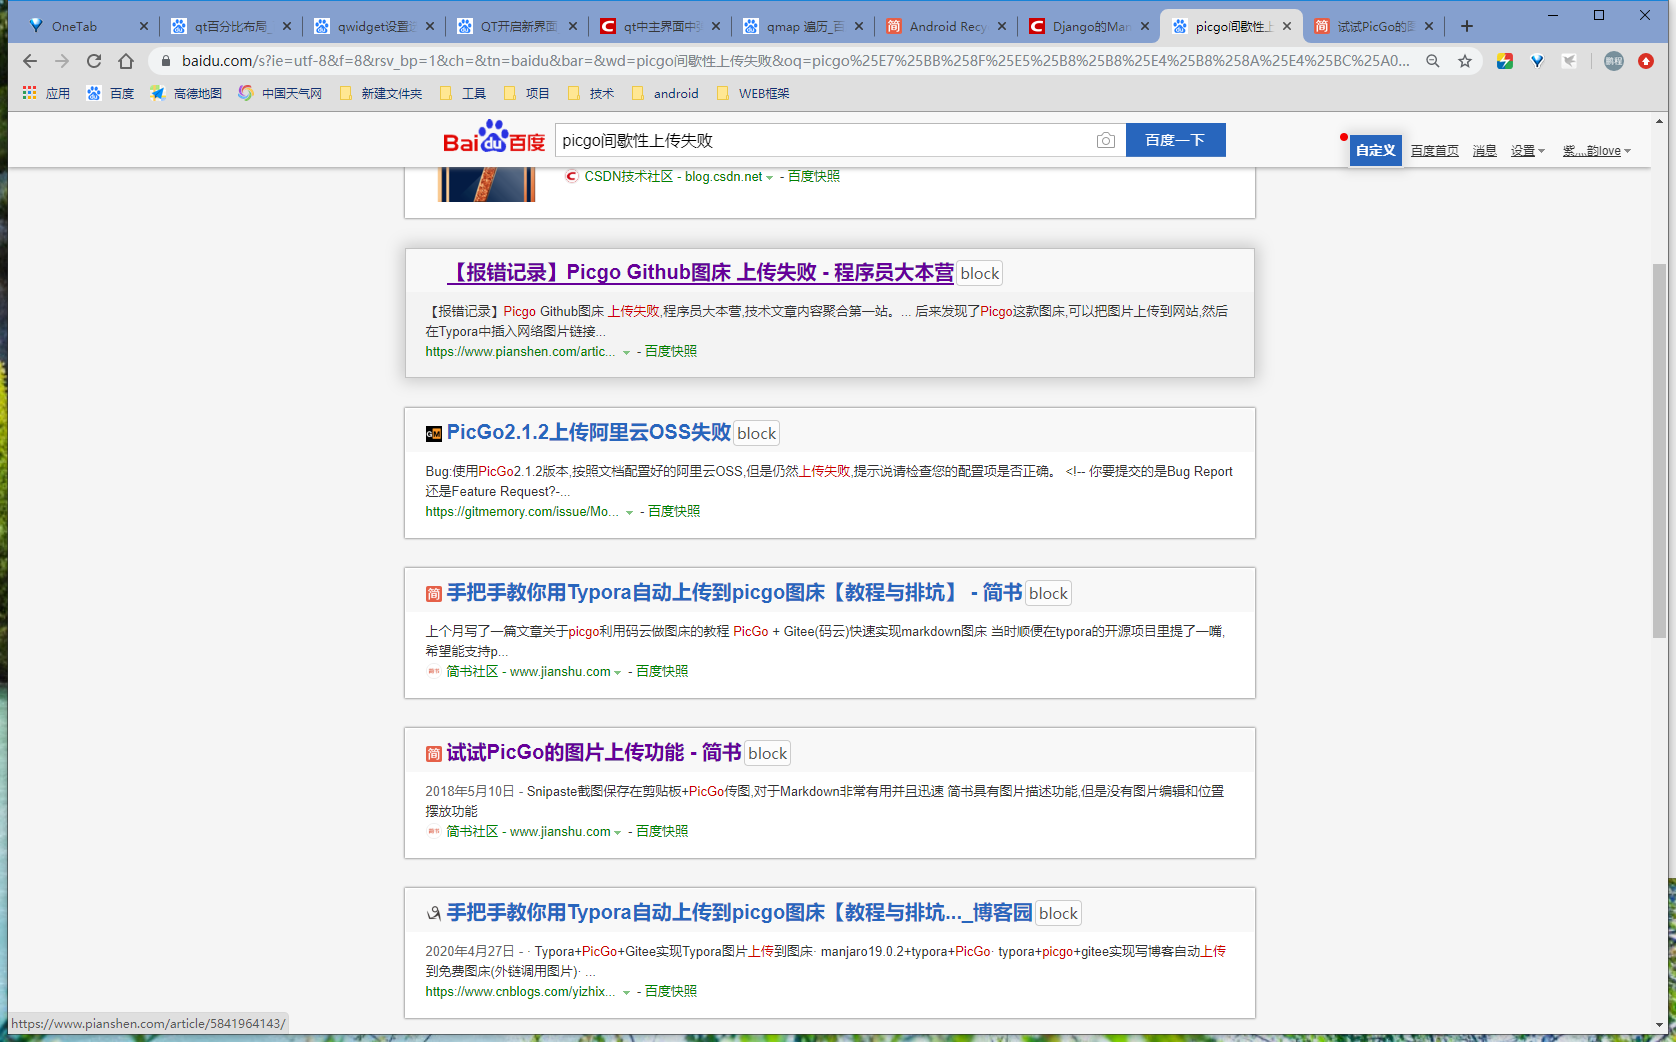 OneTab
qt百分比布局_
qwidget设置
QT开启新界面
qt中主界面中
qmap 遍历_百
Android Recy
Django的Man
picgo间歇性上
试试PicGo的图
baidu.com/s?ie=utf-8&f=8&rsv_bp=1&ch=&tn=baidu&bar=&wd=picgo间歇性上传失败&oq=picgo%25E7%25BB%258F%25E5%25B8%25B8%25E4%25B8%258A%25E4%25BC%25A0...
鹏程
应用
百度
高德地图
中国天气网
新建文件夹
工具
项目
技术
android
WEB框架
Bai du 百度
picgo间歇性上传失败
百度一下
自定义
百度首页
消息
设置
紫....韵love
CSDN技术社区 - blog.csdn.net - 百度快照
【报错记录】Picgo Github图床 上传失败 - 程序员大本营 block
【报错记录】Picgo Github图床 上传失败,程序员大本营,技术文章内容聚合第一站。... 后来发现了Picgo这款图床,可以把图片上传到网站,然后
在Typora中插入网络图片链接...
https://www.pianshen.com/artic... - 百度快照
GM PicGo2.1.2上传阿里云OSS失败 block
Bug:使用PicGo2.1.2版本,按照文档配置好的阿里云OSS,但是仍然上传失败,提示说请检查您的配置项是否正确。 <!-- 你要提交的是Bug Report
还是Feature Request?-...
https://gitmemory.com/issue/Mo... - 百度快照
简 手把手教你用Typora自动上传到picgo图床【教程与排坑】 - 简书 block
上个月写了一篇文章关于picgo利用码云做图床的教程 PicGo + Gitee(码云)快速实现markdown图床 当时顺便在typora的开源项目里提了一嘴,
希望能支持p...
简书社区 - www.jianshu.com - 百度快照
简 试试PicGo的图片上传功能 - 简书 block
2018年5月10日 - Snipaste截图保存在剪贴板+PicGo传图,对于Markdown非常有用并且迅速 简书具有图片描述功能,但是没有图片编辑和位置
摆放功能
简书社区 - www.jianshu.com - 百度快照
手把手教你用Typora自动上传到picgo图床【教程与排坑..._博客园 block
2020年4月27日 - · Typora+PicGo+Gitee实现Typora图片上传到图床· manjaro19.0.2+typora+PicGo· typora+picgo+gitee实现写博客自动上传
到免费图床(外链调用图片)· ...
https://www.cnblogs.com/yizhix... - 百度快照
https://www.pianshen.com/article/5841964143/